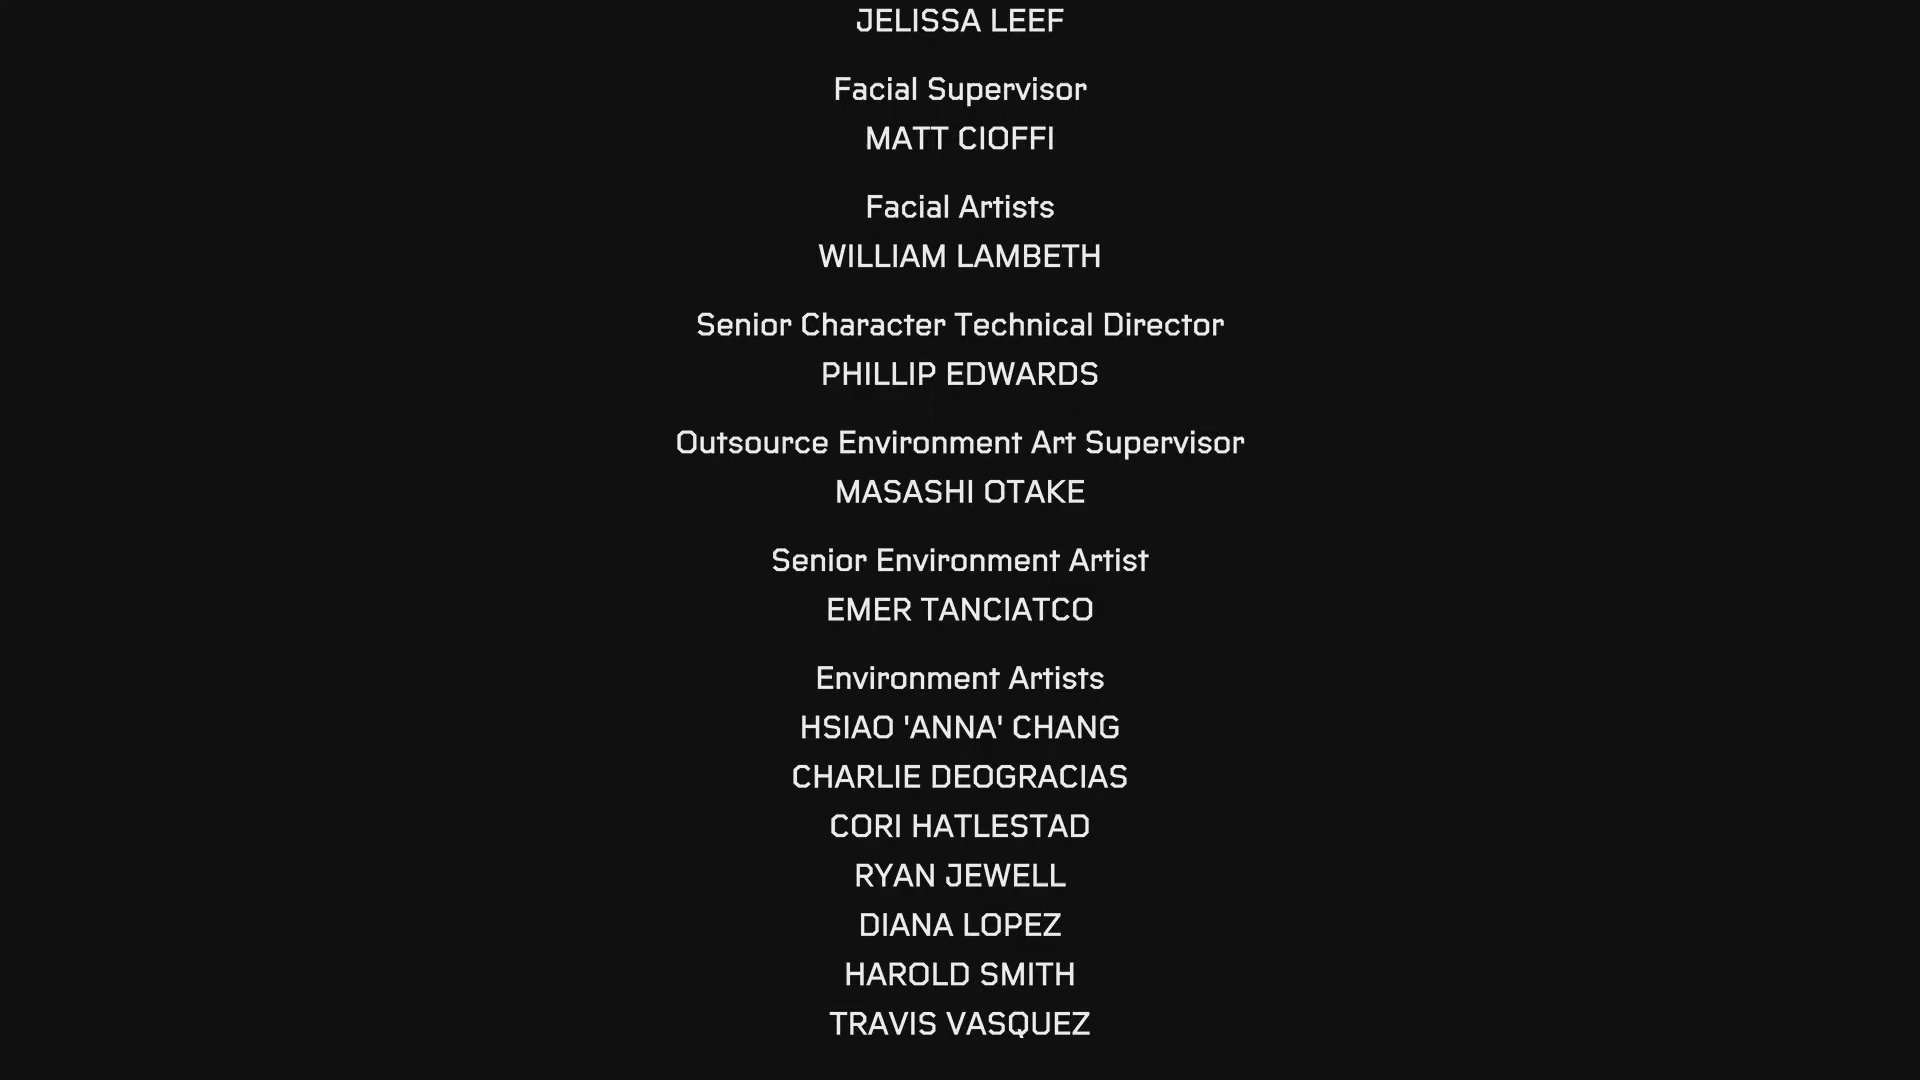 JELISSA LEEF
Facial Supervisor
MATT CIOFFI
Facial Artists
WILLIAM LAMBETH
Senior Character Technical Director
PHILLIP EDWARDS
Outsource Environment Art Supervisor
MASASHI OTAKE
Senior Environment Artist
EMER TANCIATCO
Environment Artists
HSIAO 'ANNA' CHANG
CHARLIE DEOGRACIAS
CORI HATLESTAD
RYAN JEWELL
DIANA LOPEZ
HAROLD SMITH
TRAVIS VASQUEZ